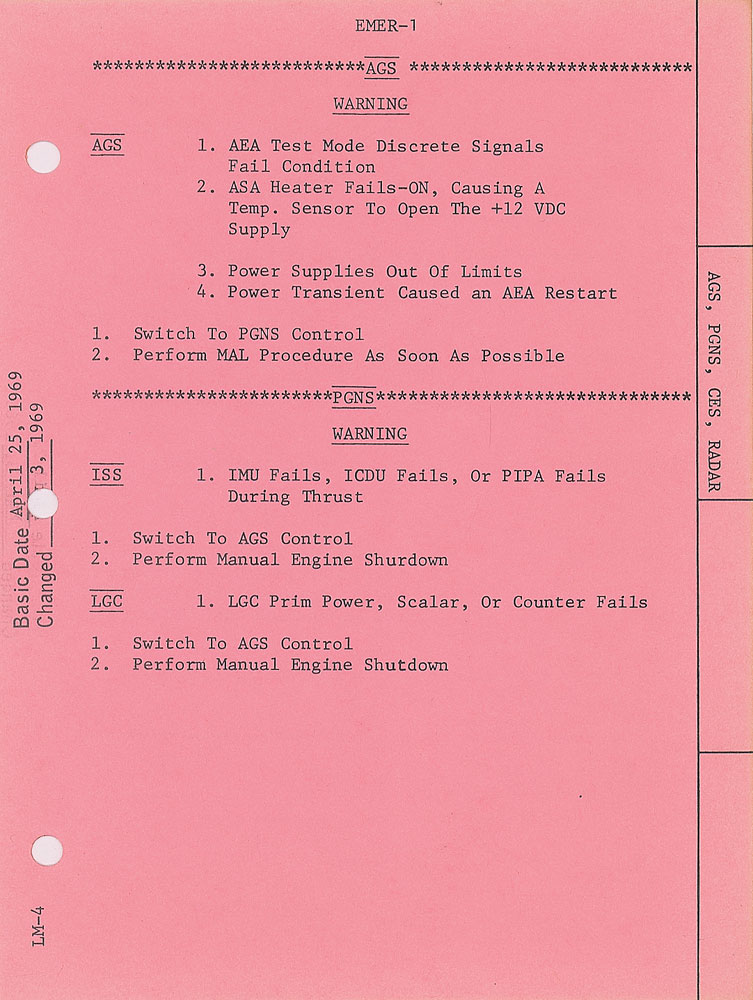 EMER-1
**************************AGS ***************************
WARNING
AGS 1. AEA Test Mode Discrete Signals
Fail Condition
2. ASA Heater Fails-ON, Causing A
Temp. Sensor To Open The +12 VDC
Supply
3. Power Supplies Out Of Limits
4. Power Transient Caused an AEA Restart
1. Switch To PGNS Control
2. Perform MAL Procedure As Soon As Possible
***********************PGNS******************************
WARNING
ISS 1. IMU Fails, ICDU Fails, Or PIPA Fails
During Thrust
1. Switch To AGS Control
2. Perform Manual Engine Shurdown
LGC 1. LGC Prim Power, Scalar, Or Counter Fails
1. Switch To AGS Control
2. Perform Manual Engine Shutdown
AGS, PGNS, CES, RADAR
Basic Date April 25, 1969
Changed 3, 1969
LM-4